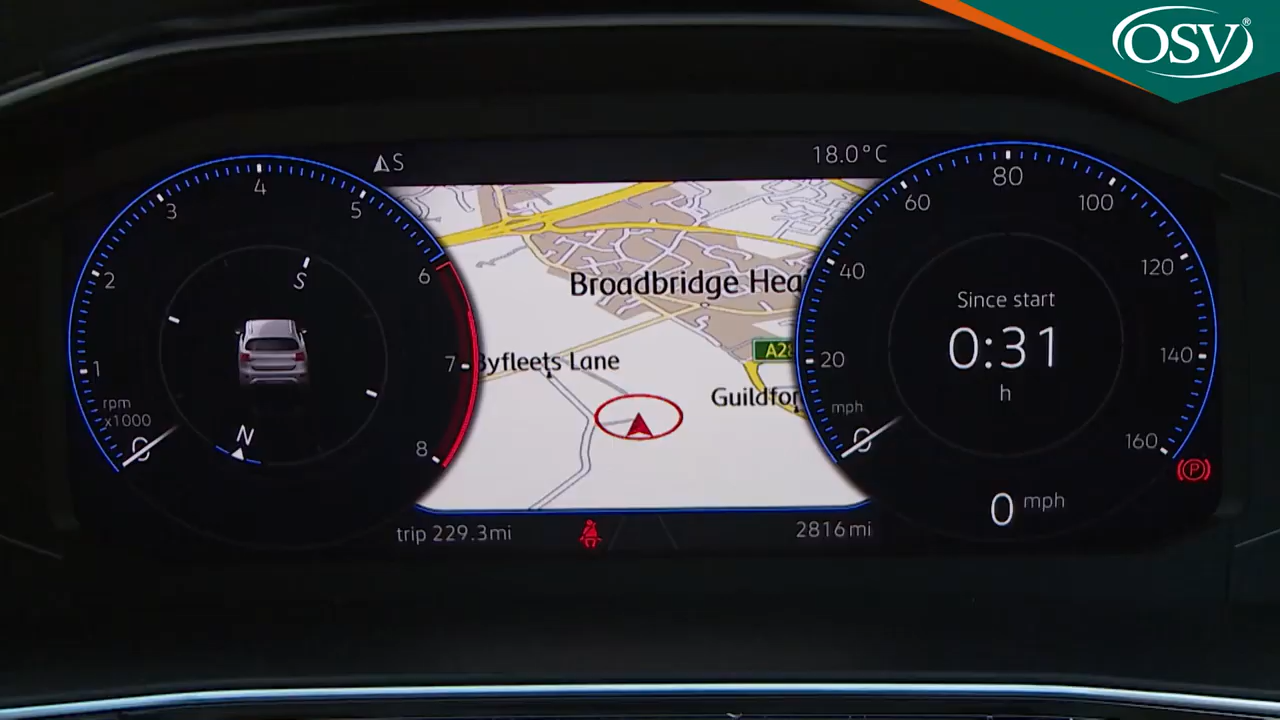 OSV®
S
18.0°C
4
3
5
2
6
1
7
8
rpm
x1000
0
S
N
Broadbridge Hea
Byfleets Lane
A28
Guildfor
80
60
100
40
120
20
140
mph
0
160
Since start
0:31
h
0 mph
P
trip 229.3mi
2816mi